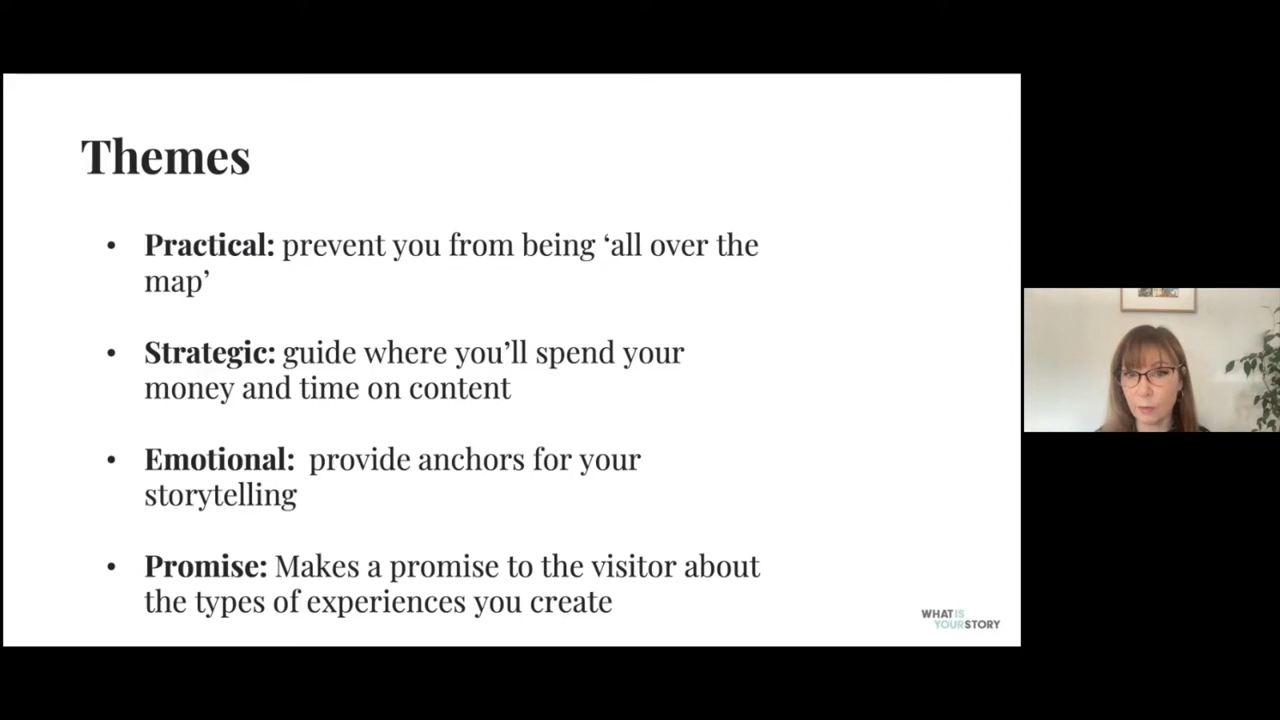 Themes
• Practical: prevent you from being ‘all over the
map’
• Strategic: guide where you’ll spend your
money and time on content
• Emotional:  provide anchors for your
storytelling
• Promise: Makes a promise to the visitor about
the types of experiences you create
WHAT IS
YOUR STORY